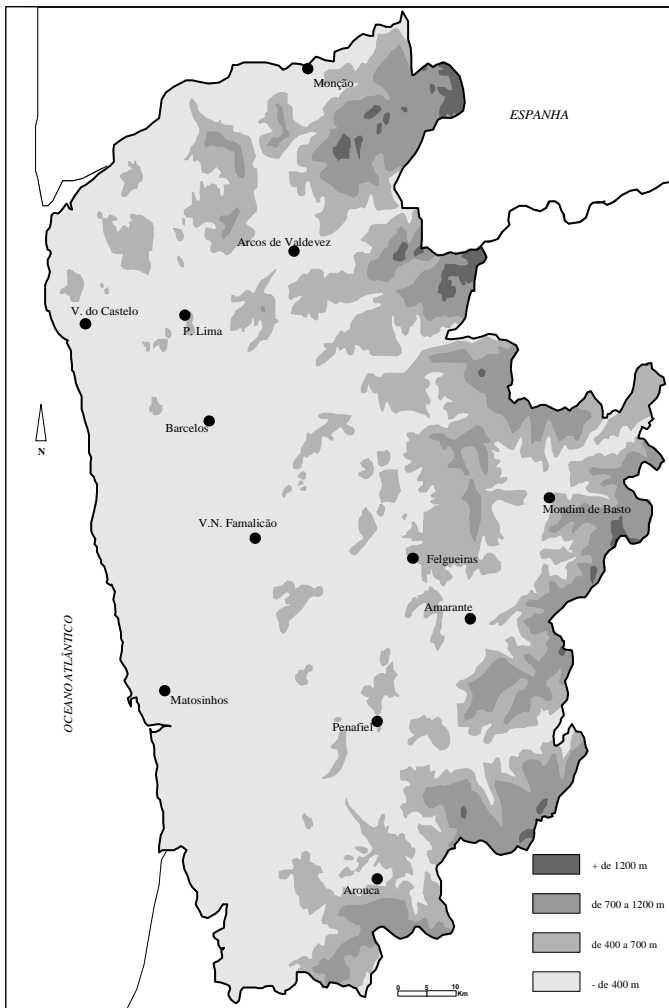 Monção
ESPANHA
Arcos de Valdevez
V. do Castelo
P. Lima
Barcelos
N
Mondim de Basto
V.N. Famalicão
Felgueiras
Amarante
OCEANO ATLÂNTICO
Matosinhos
Penafiel
+ de 1200 m
Arouca
de 700 a 1200 m
de 400 a 700 m
- de 400 m
0 5 10
Km